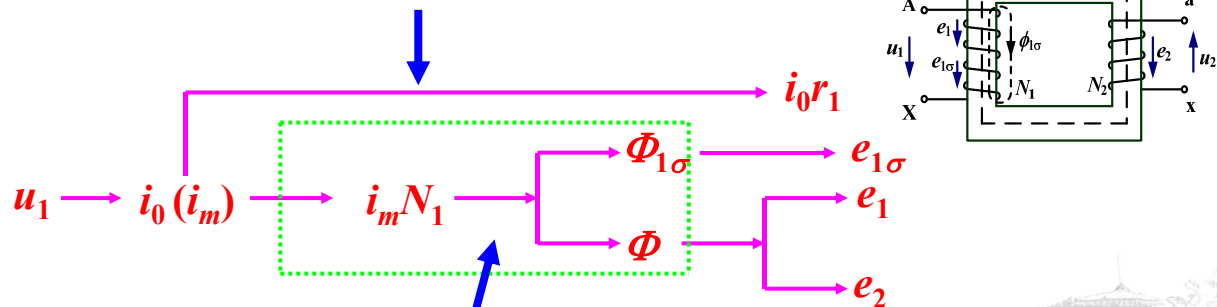 A a
e₁ ϕ₁σ
u₁ e₂ u₂
e₁σ
N₁ N₂
X x
i₀r₁
Φ₁σ e₁σ
u₁ i₀(iₘ) iₘN₁ e₁
Φ
e₂